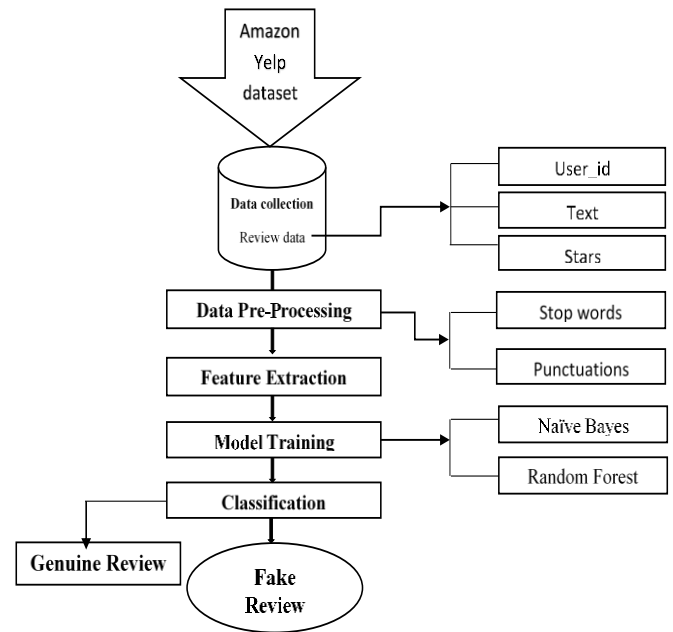 Amazon
Yelp
dataset
Data collection
Review data
User_id
Text
Stars
Data Pre-Processing
Stop words
Punctuations
Feature Extraction
Model Training
Naïve Bayes
Random Forest
Classification
Genuine Review
Fake
Review